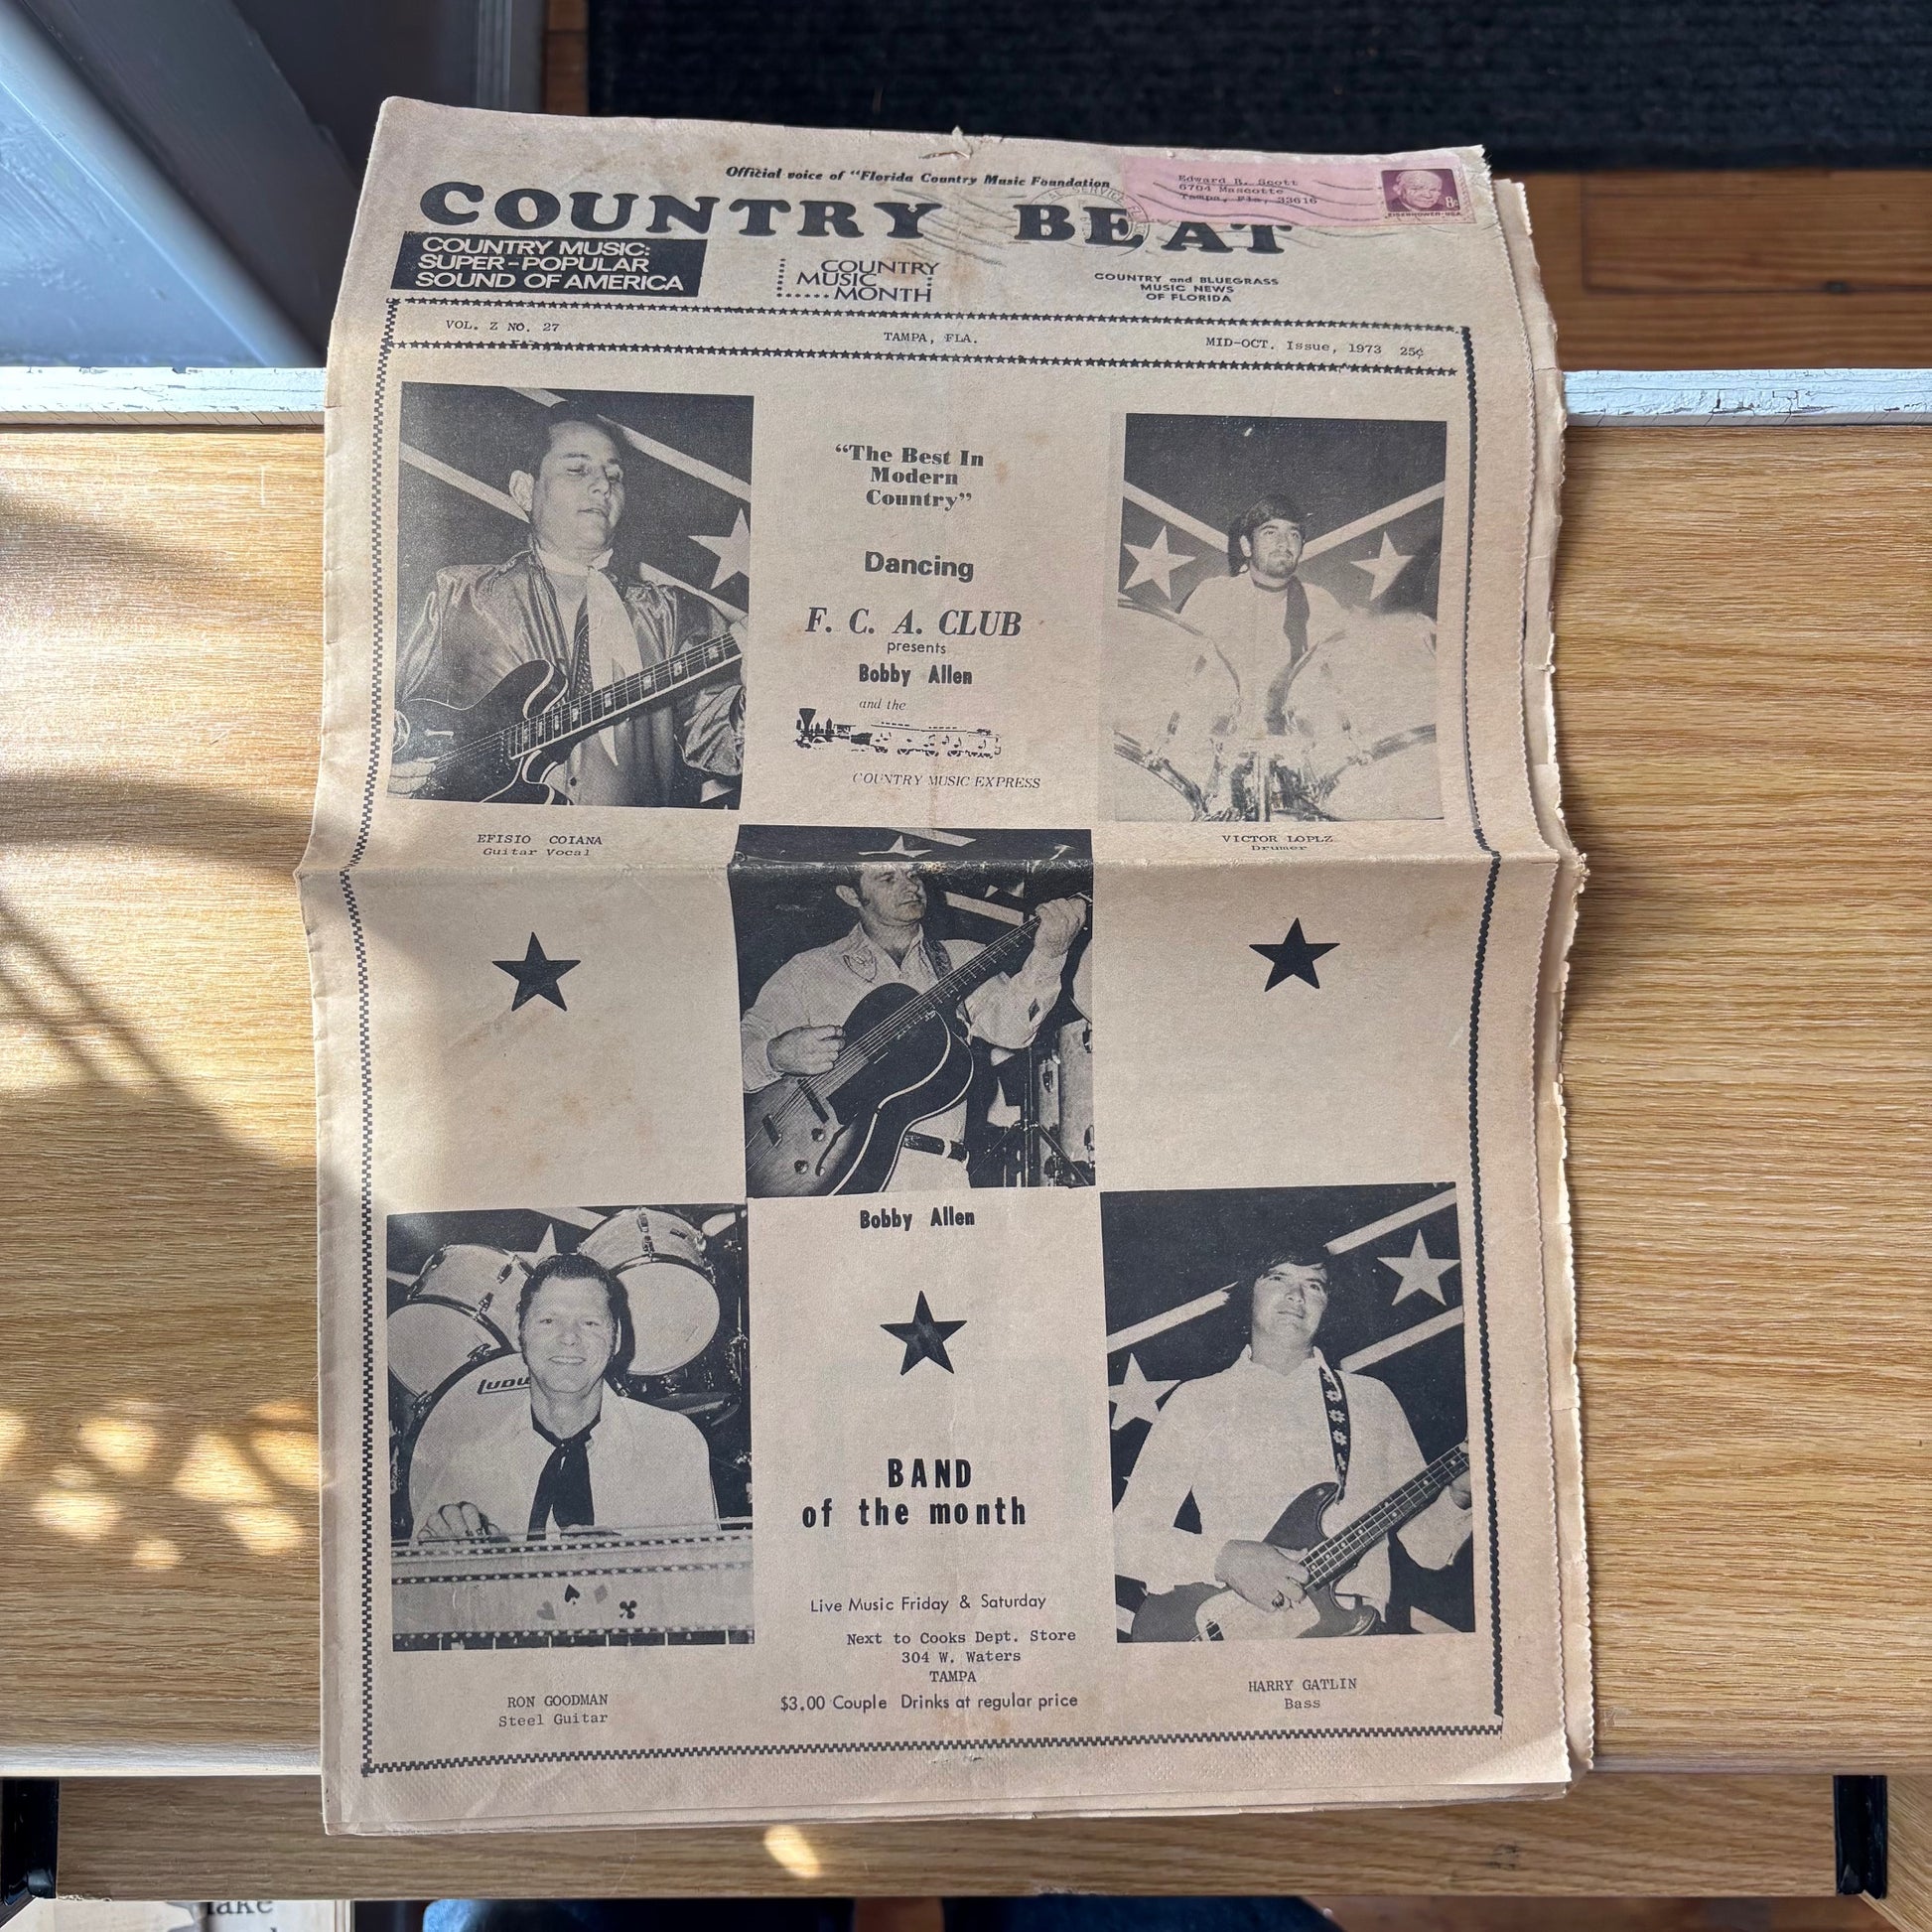 Official voice of "Florida Country Music Foundation
COUNTRY BEAT
Edward R. Scott
6704 Mascotte
Tampa, Fla, 33616
8¢
EISENHOWER·USA
COUNTRY MUSIC:
SUPER-POPULAR
SOUND OF AMERICA
COUNTRY
MUSIC
MONTH
COUNTRY and BLUEGRASS
MUSIC NEWS
OF FLORIDA
VOL. Z NO. 27
TAMPA, FLA.
MID-OCT. Issue, 1973 25¢
"The Best In
Modern
Country"
Dancing
F. C. A. CLUB
presents
Bobby Allen
and the
COUNTRY MUSIC EXPRESS
EFISIO COIANA
Guitar Vocal
VICTOR LOPLZ
Drumer
Bobby Allen
BAND
of the month
Live Music Friday & Saturday
Next to Cooks Dept. Store
304 W. Waters
TAMPA
$3.00 Couple Drinks at regular price
RON GOODMAN
Steel Guitar
HARRY GATLIN
Bass